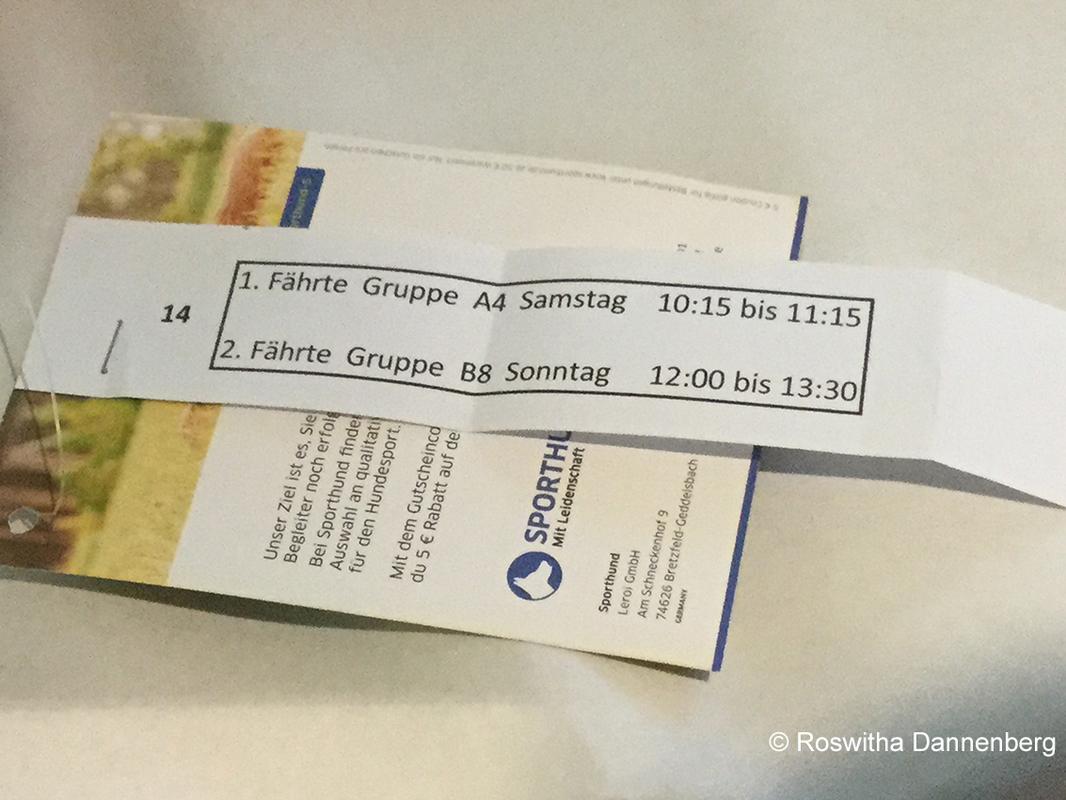 14
1. Fährte Gruppe A4 Samstag 10:15 bis 11:15
2. Fährte Gruppe B8 Sonntag 12:00 bis 13:30
Unser Ziel ist es, Sie
Begleiter noch erfolg
Bei Sporthund finde
Auswahl an qualitati
für den Hundesport.
Mit dem Gutscheinco
du 5 € Rabatt auf de
SPORTHU
Mit Leidenschaft
Sporthund
Leroi GmbH
Am Schneckenhof 9
74626 Bretzfeld-Geddelsbach
GERMANY
© Roswitha Dannenberg